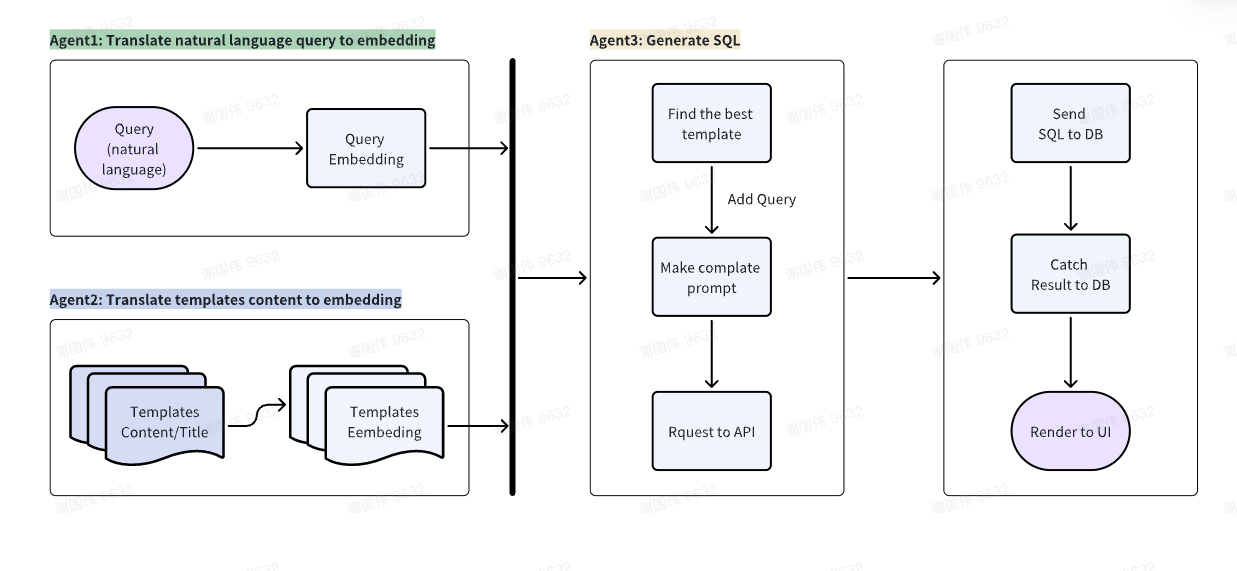 Agent1: Translate natural language query to embedding
Query
(natural
language)
Query
Embedding
Agent2: Translate templates content to embedding
Templates
Content/Title
Templates
Eembeding
Agent3: Generate SQL
Find the best
template
Add Query
Make complate
prompt
Rquest to API
Send
SQL to DB
Catch
Result to DB
Render to UI
谢国伟 9632